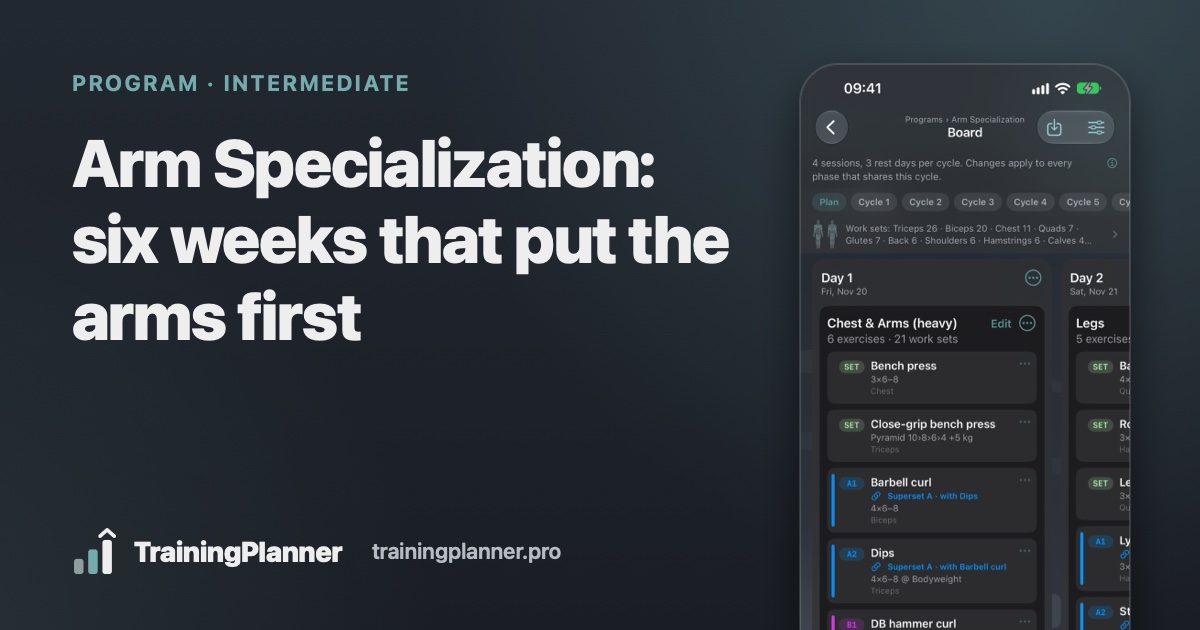 PROGRAM · INTERMEDIATE
Arm Specialization:
six weeks that put the
arms first
TrainingPlanner
trainingplanner.pro
09:41
Programs › Arm Specialization
Board
4 sessions, 3 rest days per cycle. Changes apply to every
phase that shares this cycle.
Plan
Cycle 1
Cycle 2
Cycle 3
Cycle 4
Cycle 5
Work sets: Triceps 26 · Biceps 20 · Chest 11 · Quads 7 ·
Glutes 7 · Back 6 · Shoulders 6 · Hamstrings 6 · Calves 4...
Day 1
Fri, Nov 20
Chest & Arms (heavy)
Edit
6 exercises · 21 work sets
SET
Bench press
3×6–8
Chest
SET
Close-grip bench press
Pyramid 10›8›6›4 +5 kg
Triceps
A1
Barbell curl
Superset A · with Dips
4×6–8
Biceps
A2
Dips
Superset A · with Barbell curl
4×6–8 @ Bodyweight
Triceps
B1
DB hammer curl
Day 2
Sat, Nov 21
Legs
5 exercises
SET
SET
SET
A1
A2